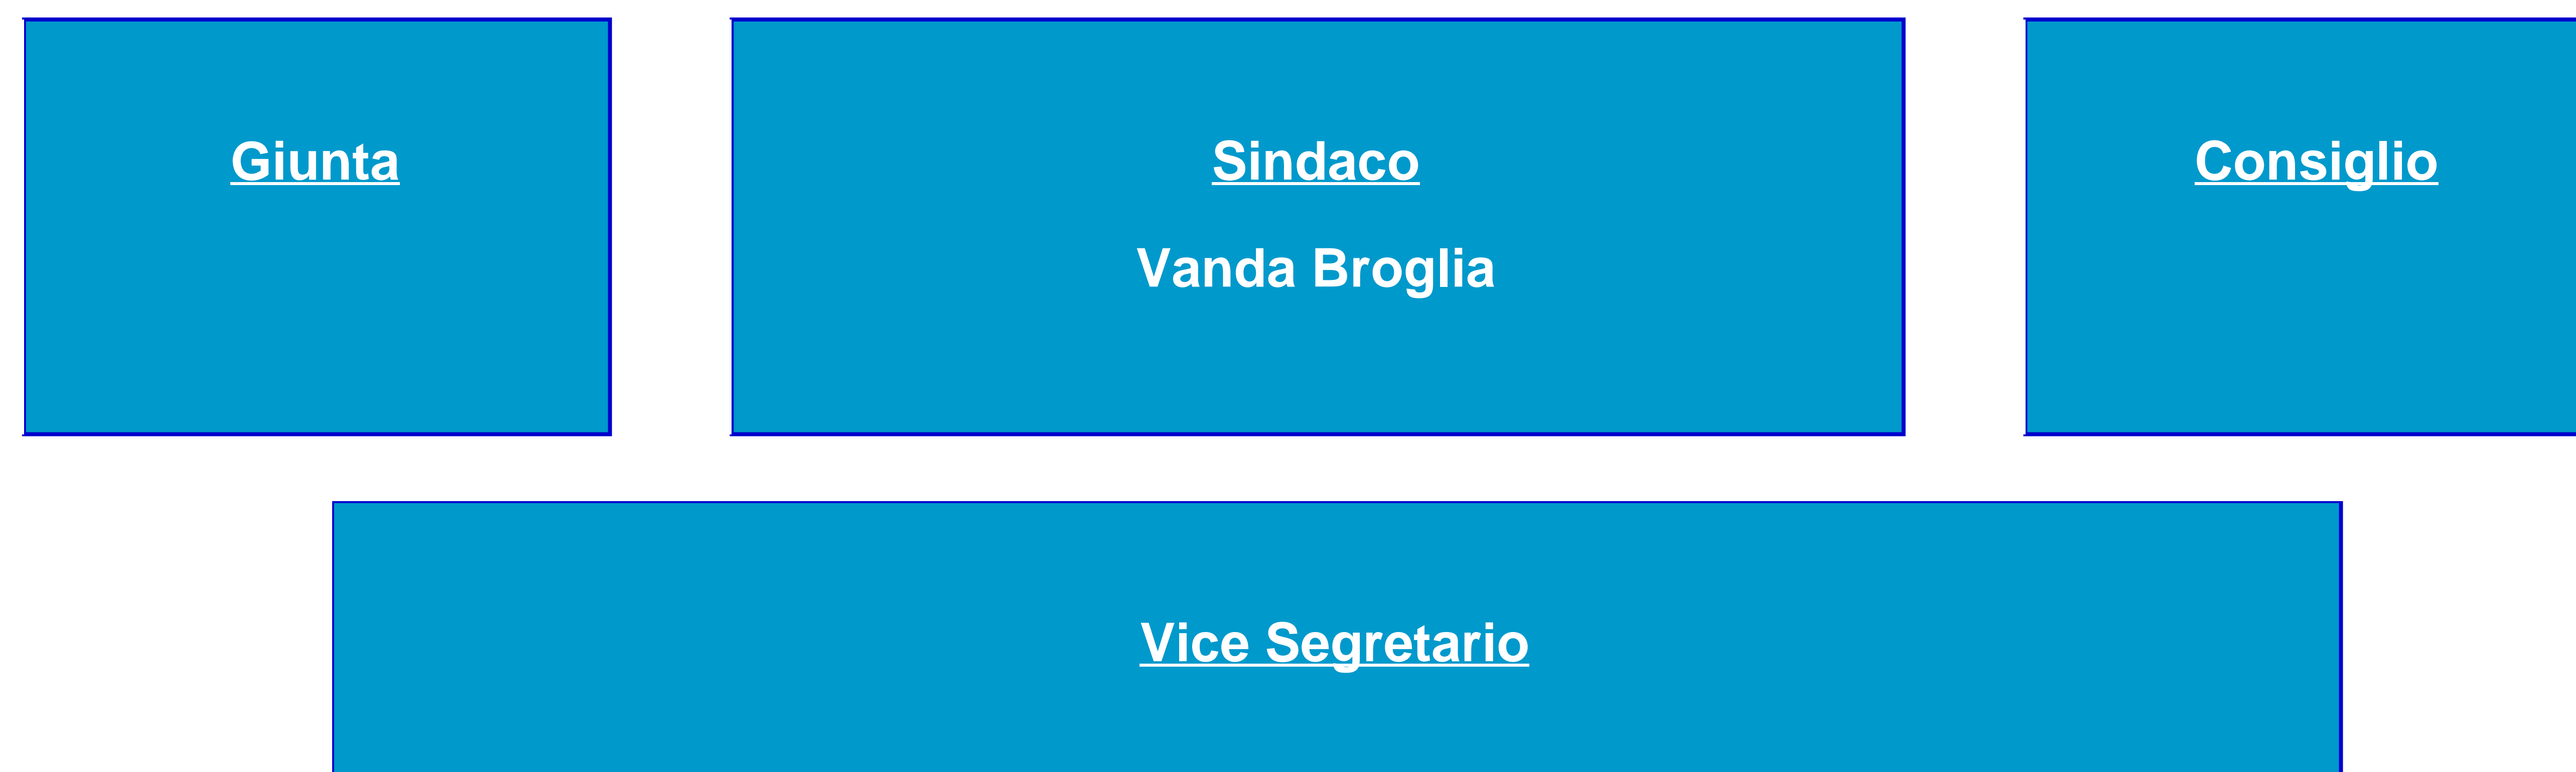 Giunta
Sindaco
Vanda Broglia
Consiglio
Vice Segretario